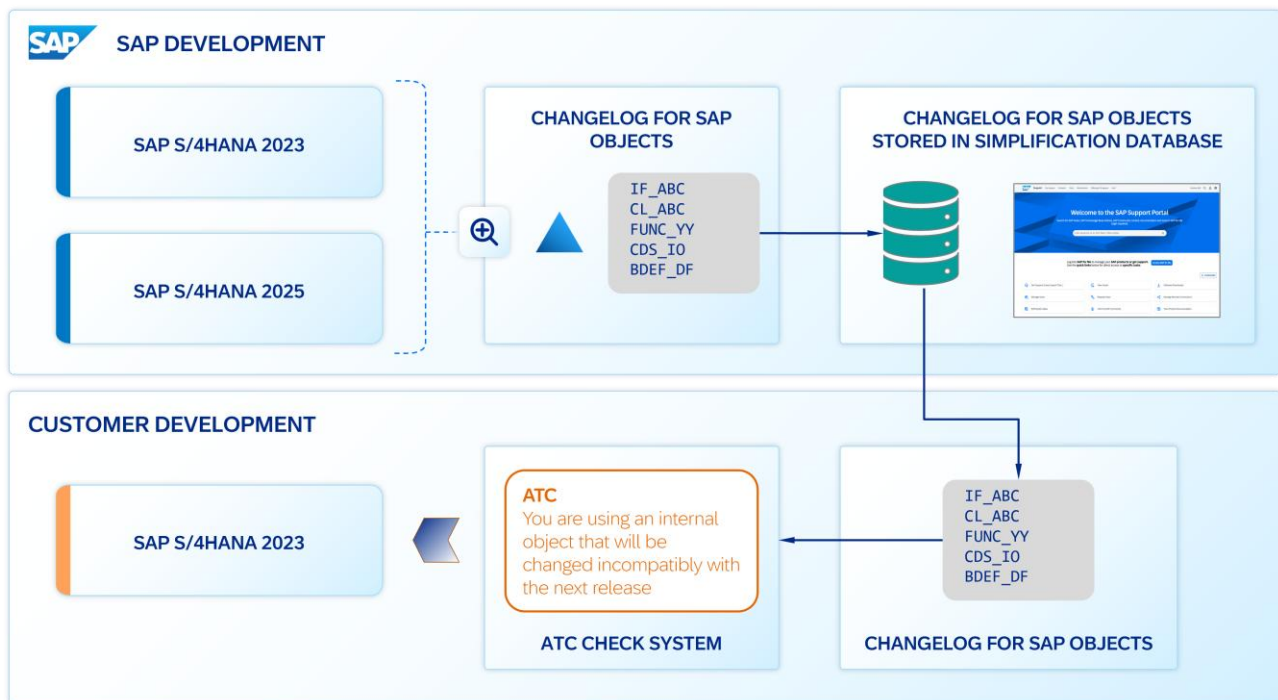 SAP
SAP DEVELOPMENT
SAP S/4HANA 2023
SAP S/4HANA 2025
CHANGELOG FOR SAP
OBJECTS
IF_ABC
CL_ABC
FUNC_YY
CDS_IO
BDEF_DF
CHANGELOG FOR SAP OBJECTS
STORED IN SIMPLIFICATION DATABASE
Welcome to the SAP Support Portal
CUSTOMER DEVELOPMENT
SAP S/4HANA 2023
ATC
You are using an internal
object that will be
changed incompatibly with
the next release
ATC CHECK SYSTEM
IF_ABC
CL_ABC
FUNC_YY
CDS_IO
BDEF_DF
CHANGELOG FOR SAP OBJECTS